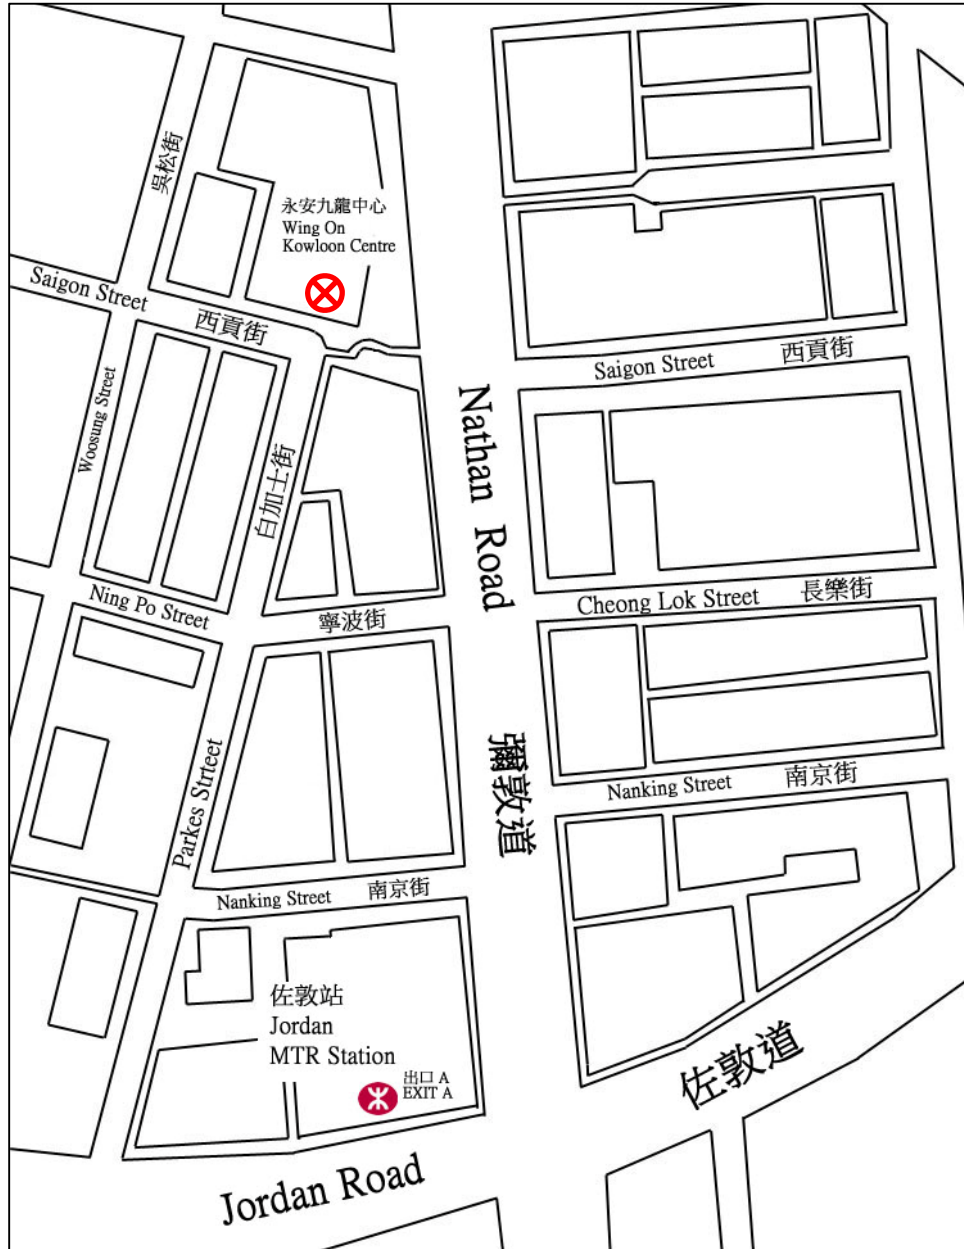 吳松街
永安九龍中心
Wing On
Kowloon Centre
Saigon Street
西貢街
Saigon Street
西貢街
Woosung Street
白加士街
Nathan Road
Ning Po Street
寧波街
Cheong Lok Street
長樂街
彌敦道
Parkes Strteet
Nanking Street
南京街
Nanking Street
南京街
佐敦站
Jordan
MTR Station
出口 A
EXIT A
佐敦道
Jordan Road